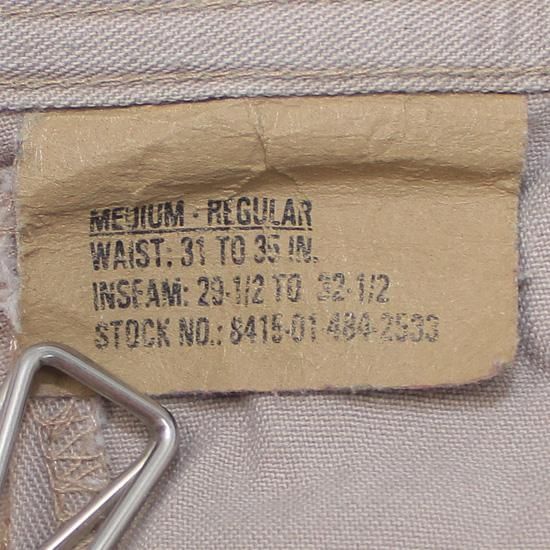 MEDIUM - REGULAR
WAIST: 31 TO 35 IN.
INSEAM: 29-1/2 TO 32-1/2
STOCK NO.: 8415-01-484-2533